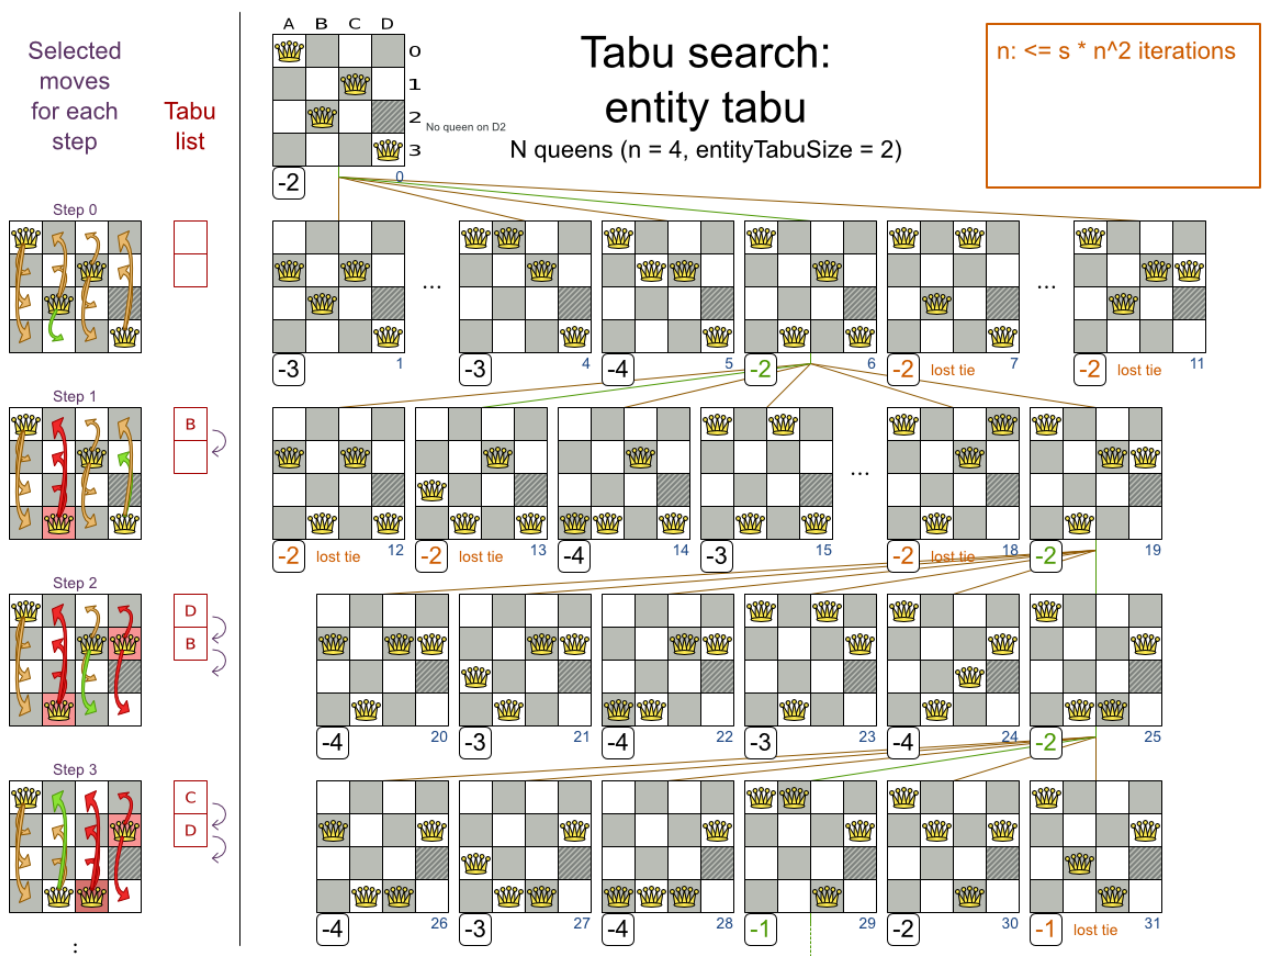 Selected
moves
for each
step
Tabu
list
A B C D
0
1
2
3
No queen on D2
-2
0
Tabu search:
entity tabu
N queens (n = 4, entityTabuSize = 2)
n: <= s * n^2 iterations
Step 0
...
...
-3
1
-3
4
-4
5
-2
6
-2 lost tie
7
-2 lost tie
11
Step 1
B
...
-2 lost tie
12
-2 lost tie
13
-4
14
-3
15
-2 lost tie
18
-2
19
Step 2
D
B
-4
20
-3
21
-4
22
-3
23
-4
24
-2
25
Step 3
C
D
-4
26
-3
27
-4
28
-1
29
-2
30
-1 lost tie
31
: